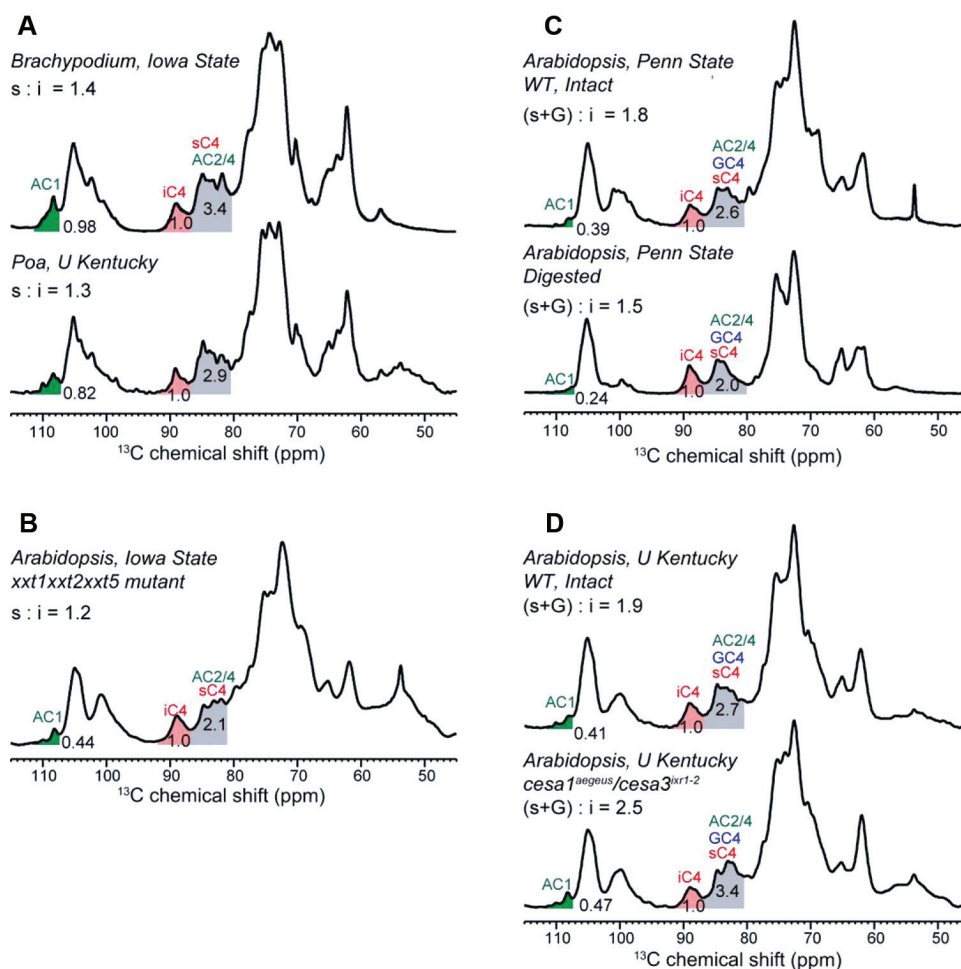 A
Brachypodium, Iowa State
s : i = 1.4
sC4
AC2/4
AC1
iC4
0.98
1.0
3.4
Poa, U Kentucky
s : i = 1.3
0.82
1.0
2.9
110 100 90 80 70 60 50
13C chemical shift (ppm)
B
Arabidopsis, Iowa State
xxt1xxt2xxt5 mutant
s : i = 1.2
AC2/4
sC4
AC1
iC4
0.44
1.0
2.1
110 100 90 80 70 60 50
13C chemical shift (ppm)
C
Arabidopsis, Penn State
WT, Intact
(s+G) : i = 1.8
AC2/4
GC4
sC4
AC1
iC4
0.39
1.0
2.6
Arabidopsis, Penn State
Digested
(s+G) : i = 1.5
AC2/4
GC4
sC4
AC1
iC4
0.24
1.0
2.0
110 100 90 80 70 60
13C chemical shift (ppm)
D
Arabidopsis, U Kentucky
WT, Intact
(s+G) : i = 1.9
AC2/4
GC4
sC4
AC1
iC4
0.41
1.0
2.7
Arabidopsis, U Kentucky
cesa1aegeus/cesa3ixr1-2
(s+G) : i = 2.5
AC2/4
GC4
sC4
AC1
iC4
0.47
1.0
3.4
110 100 90 80 70 60 50
13C chemical shift (ppm)